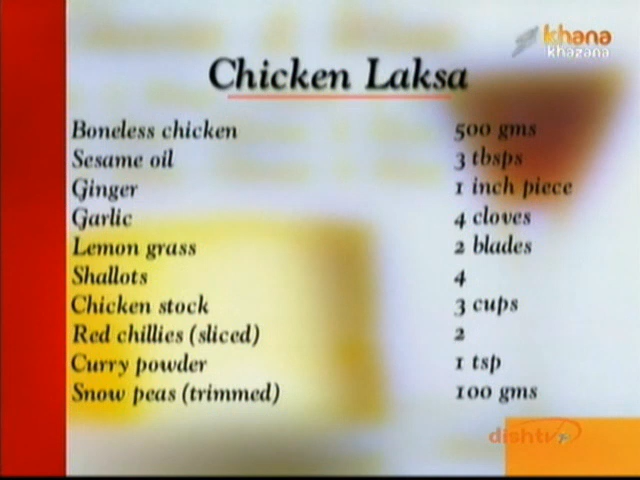 khana
khazana
Chicken Laksa
Boneless chicken 500 gms
Sesame oil 3 tbsps
Ginger 1 inch piece
Garlic 4 cloves
Lemon grass 2 blades
Shallots 4
Chicken stock 3 cups
Red chillies (sliced) 2
Curry powder 1 tsp
Snow peas (trimmed) 100 gms
dishtv